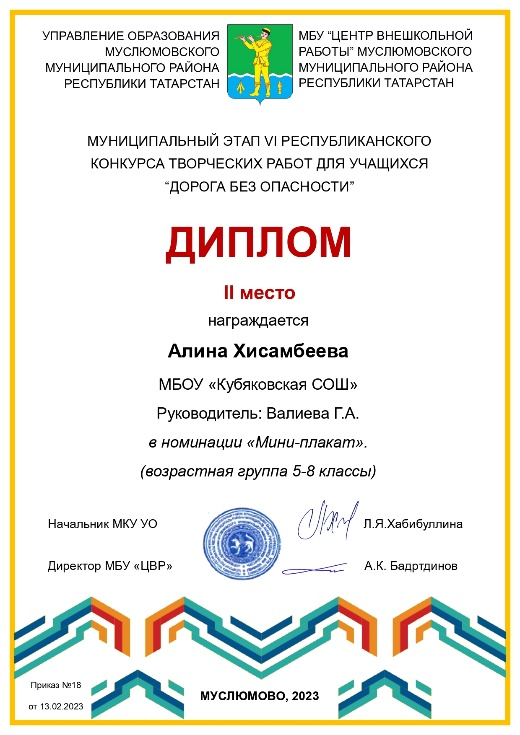 УПРАВЛЕНИЕ ОБРАЗОВАНИЯ
МУСЛЮМОВСКОГО
МУНИЦИПАЛЬНОГО РАЙОНА
РЕСПУБЛИКИ ТАТАРСТАН
МБУ "ЦЕНТР ВНЕШКОЛЬНОЙ
РАБОТЫ" МУСЛЮМОВСКОГО
МУНИЦИПАЛЬНОГО РАЙОНА
РЕСПУБЛИКИ ТАТАРСТАН
МУНИЦИПАЛЬНЫЙ ЭТАП VI РЕСПУБЛИКАНСКОГО
КОНКУРСА ТВОРЧЕСКИХ РАБОТ ДЛЯ УЧАЩИХСЯ
“ДОРОГА БЕЗ ОПАСНОСТИ”
ДИПЛОМ
II место
награждается
Алина Хисамбеева
МБОУ «Кубяковская СОШ»
Руководитель: Валиева Г.А.
в номинации «Мини-плакат».
(возрастная группа 5-8 классы)
Начальник МКУ УО
Л.Я.Хабибуллина
Директор МБУ «ЦВР»
А.К. Бадртдинов
Приказ №18
от 13.02.2023
МУСЛЮМОВО, 2023